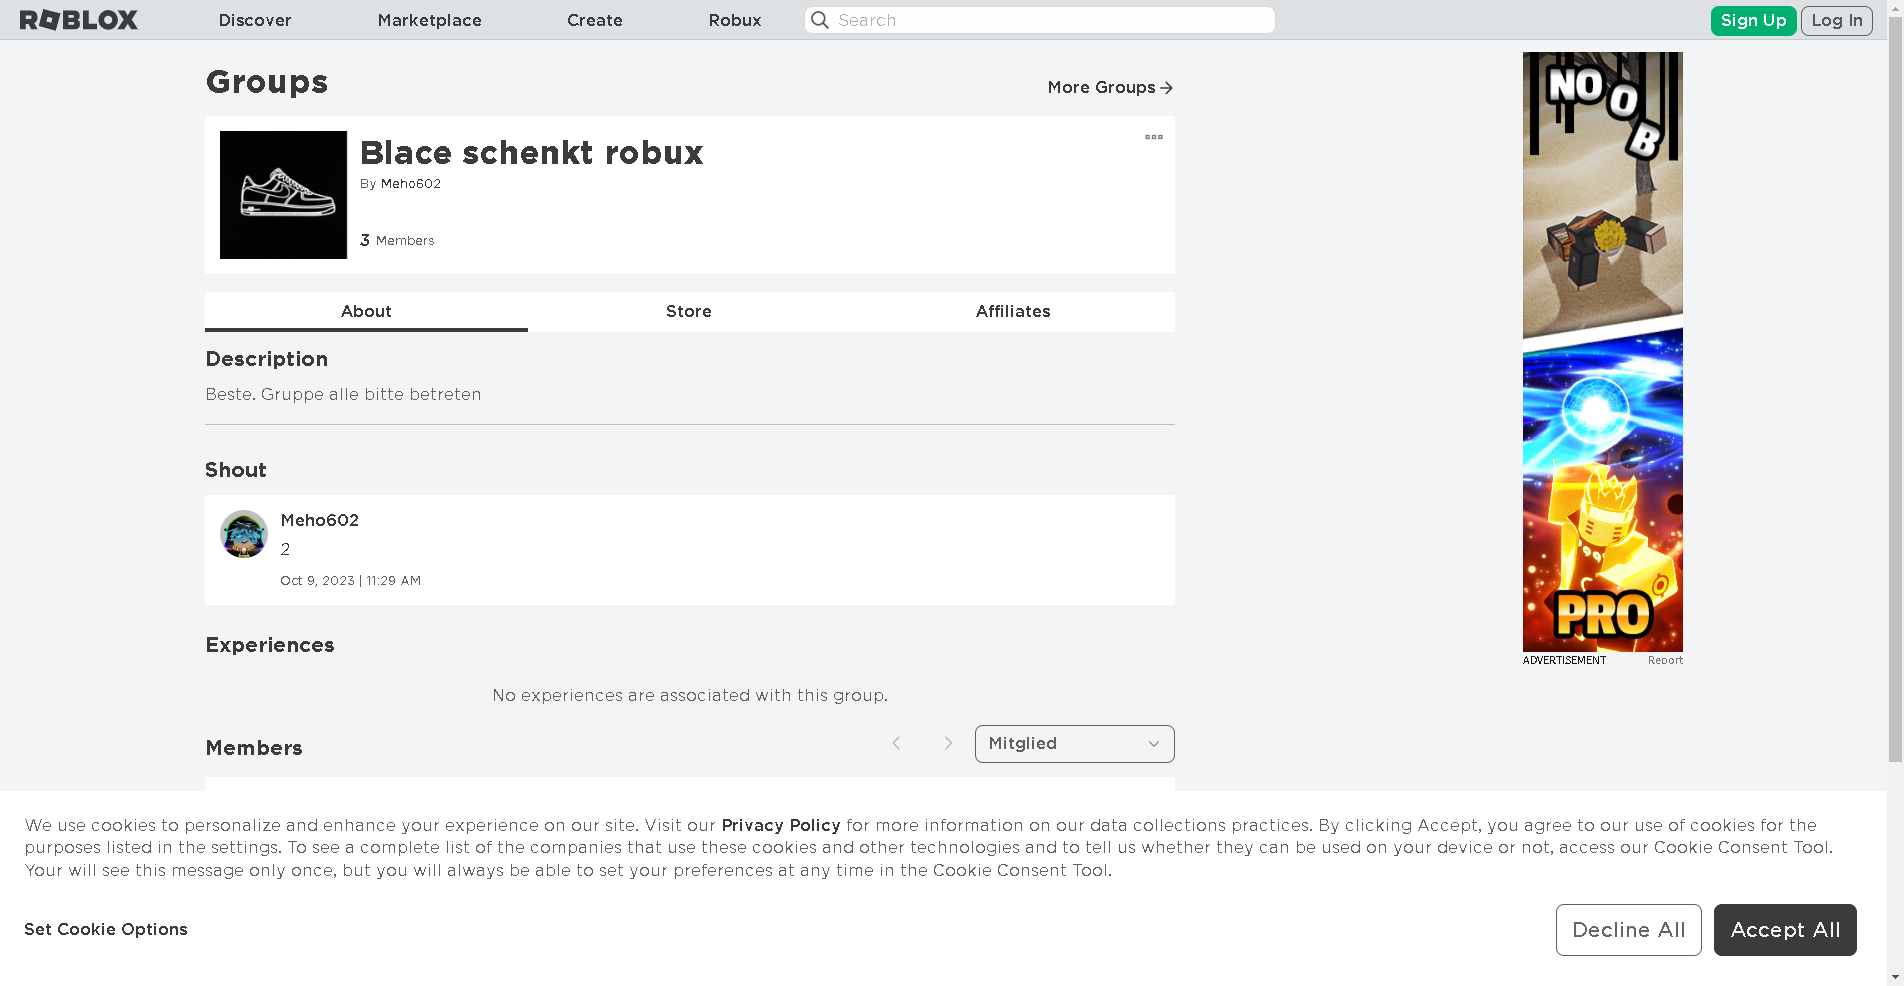 ROBLOX Discover Marketplace Create Robux Search Sign Up Log In
Groups
More Groups
Blace schenkt robux
By Meho602
3 Members
About Store Affiliates
Description
Beste. Gruppe alle bitte betreten
Shout
Meho602
2
Oct 9, 2023 | 11:29 AM
Experiences
No experiences are associated with this group.
Members
Mitglied
NOOB
PRO
ADVERTISEMENT Report
We use cookies to personalize and enhance your experience on our site. Visit our Privacy Policy for more information on our data collections practices. By clicking Accept, you agree to our use of cookies for the
purposes listed in the settings. To see a complete list of the companies that use these cookies and other technologies and to tell us whether they can be used on your device or not, access our Cookie Consent Tool.
Your will see this message only once, but you will always be able to set your preferences at any time in the Cookie Consent Tool.
Set Cookie Options
Decline All
Accept All